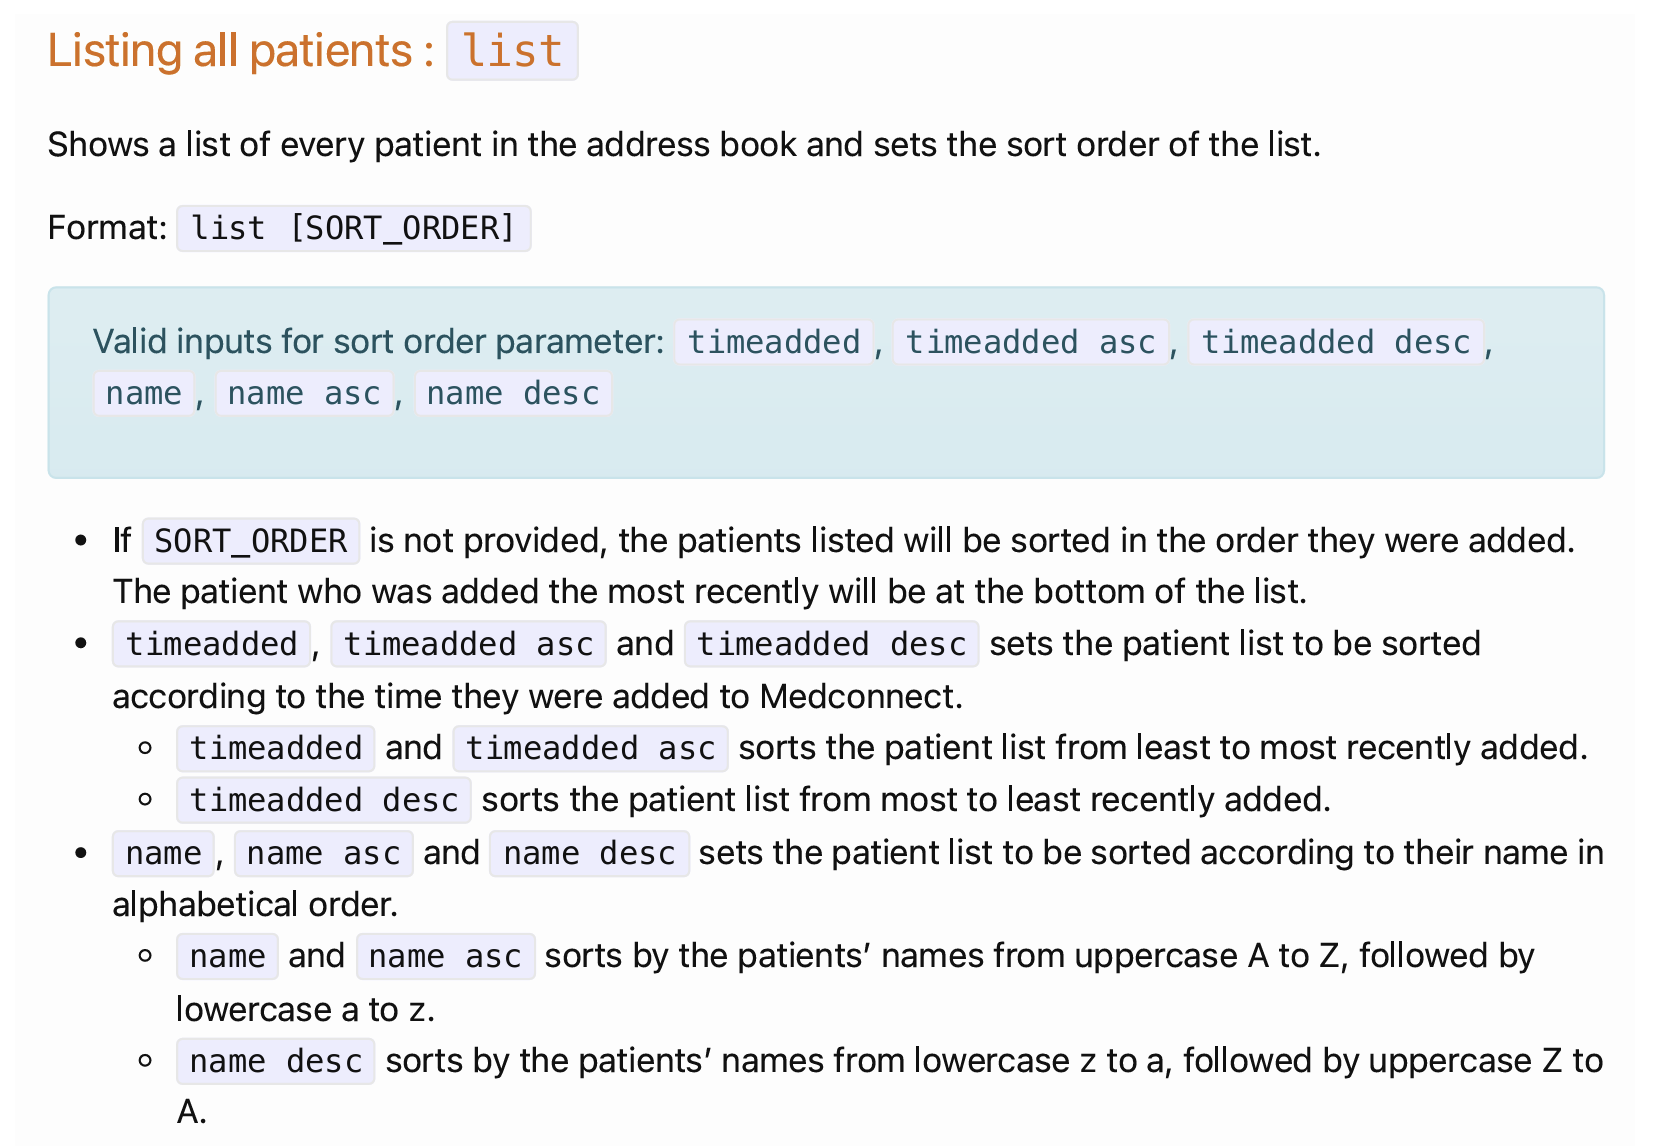 Listing all patients : list
Shows a list of every patient in the address book and sets the sort order of the list.
Format: list [SORT_ORDER]
Valid inputs for sort order parameter: timeadded, timeadded asc, timeadded desc,
name, name asc, name desc
• If SORT_ORDER is not provided, the patients listed will be sorted in the order they were added.
The patient who was added the most recently will be at the bottom of the list.
• timeadded, timeadded asc and timeadded desc sets the patient list to be sorted
according to the time they were added to Medconnect.
◦ timeadded and timeadded asc sorts the patient list from least to most recently added.
◦ timeadded desc sorts the patient list from most to least recently added.
• name, name asc and name desc sets the patient list to be sorted according to their name in
alphabetical order.
◦ name and name asc sorts by the patients’ names from uppercase A to Z, followed by
lowercase a to z.
◦ name desc sorts by the patients’ names from lowercase z to a, followed by uppercase Z to
A.